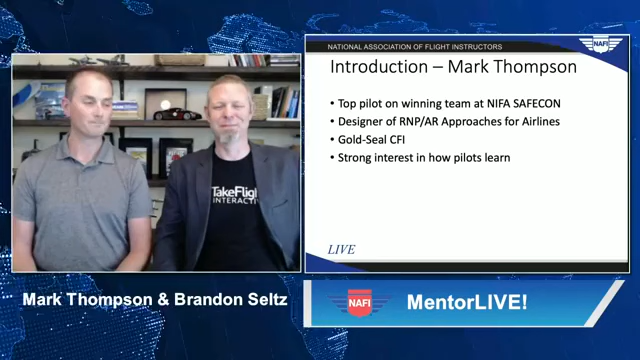 NATIONAL ASSOCIATION OF FLIGHT INSTRUCTORS
NAFI
Introduction – Mark Thompson
• Top pilot on winning team at NIFA SAFECON
• Designer of RNP/AR Approaches for Airlines
• Gold-Seal CFI
• Strong interest in how pilots learn
TakeFligh
INTERACTIV
LIVE
Mark Thompson & Brandon Seltz
NAFI
MentorLIVE!